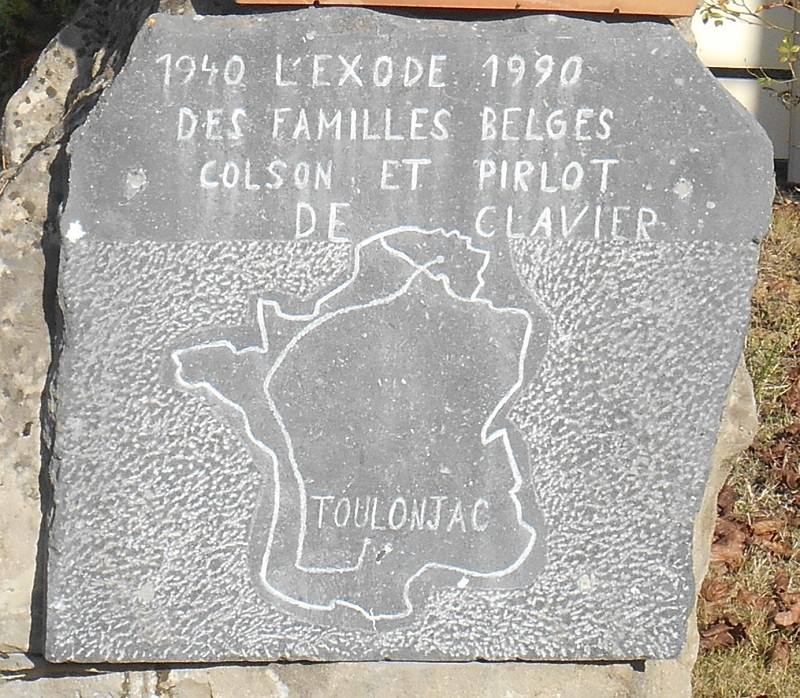 1940 L'EXODE 1990
DES FAMILLES BELGES
COLSON ET PIRLOT
DE CLAVIER
TOULONJAC